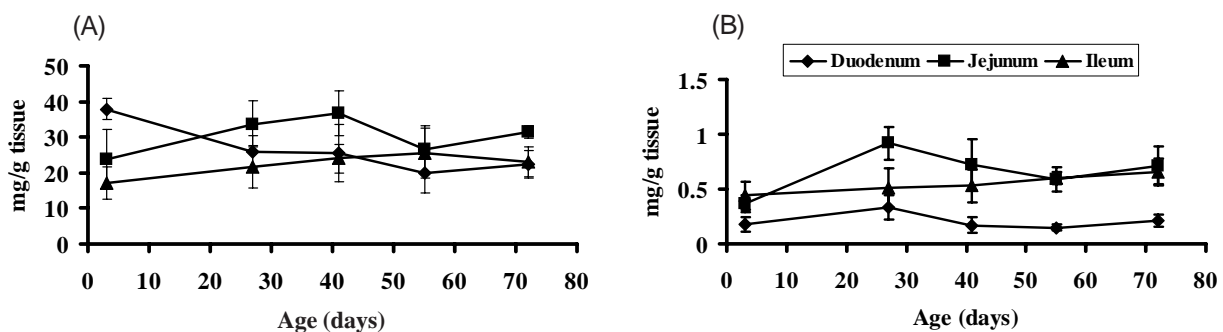 (A)
mg/g tissue
50
40
30
20
10
0
0 10 20 30 40 50 60 70 80
Age (days)
(B)
Duodenum Jejunum Ileum
mg/g tissue
1.5
1
0.5
0
0 10 20 30 40 50 60 70 80
Age (days)